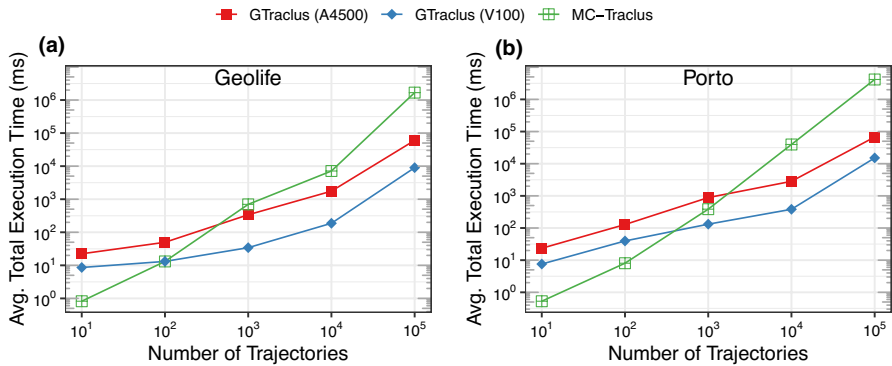 GTraclus (A4500) GTraclus (V100) MC−Traclus
(a)
Geolife
Avg. Total Execution Time (ms)
10^6
10^5
10^4
10^3
10^2
10^1
10^0
10^1 10^2 10^3 10^4 10^5
Number of Trajectories
(b)
Porto
Avg. Total Execution Time (ms)
10^6
10^5
10^4
10^3
10^2
10^1
10^0
10^1 10^2 10^3 10^4 10^5
Number of Trajectories